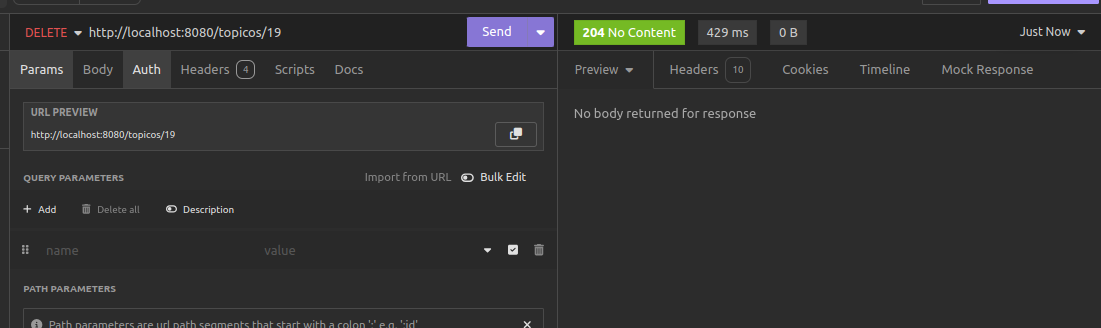 DELETE http://localhost:8080/topicos/19 Send
204 No Content 429 ms 0 B Just Now
Params Body Auth Headers 4 Scripts Docs
Preview Headers 10 Cookies Timeline Mock Response
URL PREVIEW
http://localhost:8080/topicos/19
No body returned for response
QUERY PARAMETERS Import from URL Bulk Edit
Add Delete all Description
name value
PATH PARAMETERS
Path parameters are url path segments that start with a colon ':' e.g. ':id'